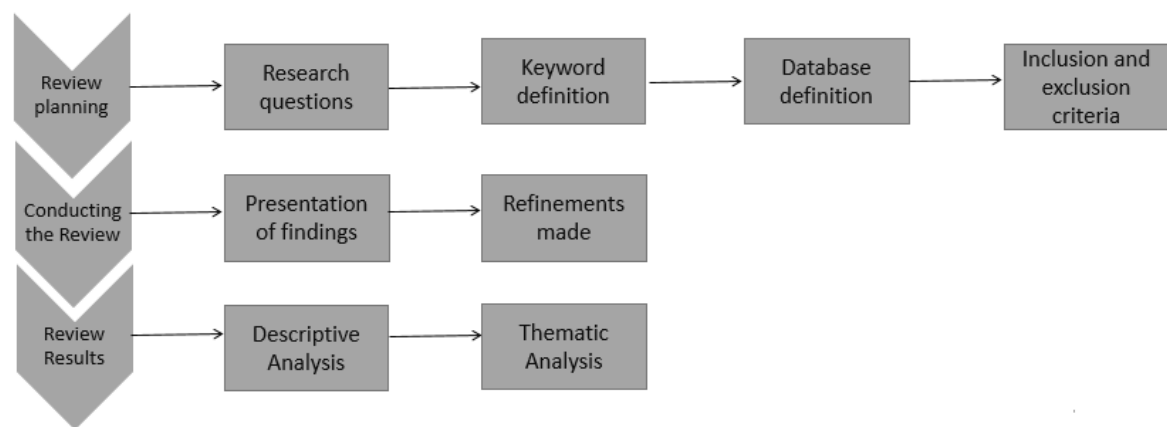 Review
planning
Research
questions
Keyword
definition
Database
definition
Inclusion and
exclusion
criteria
Conducting
the Review
Presentation
of findings
Refinements
made
Review
Results
Descriptive
Analysis
Thematic
Analysis